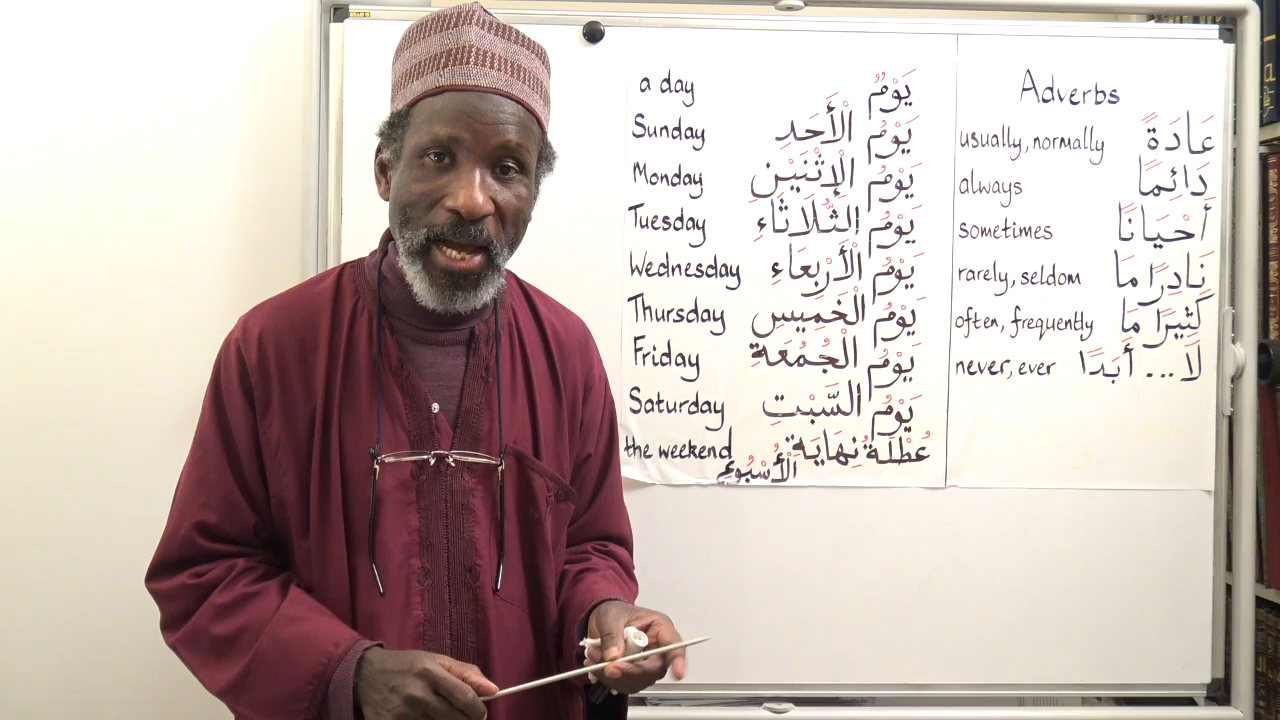 a day يَوْمٌ
Sunday يَوْمُ الْأَحَدِ
Monday يَوْمُ الْإِثْنَيْنِ
Tuesday يَوْمُ الثُّلَاثَاءِ
Wednesday يَوْمُ الْأَرْبِعَاءِ
Thursday يَوْمُ الْخَمِيسِ
Friday يَوْمُ الْجُمُعَةِ
Saturday يَوْمُ السَّبْتِ
the weekend عُطْلَةُ نِهَايَةِ
الْأُسْبُوعِ
Adverbs
usually, normally عَادَةً
always دَائِمًا
sometimes أَحْيَانًا
rarely, seldom نَادِرًا مَا
often, frequently كَثِيرًا مَا
never, ever لَا... أَبَدًا